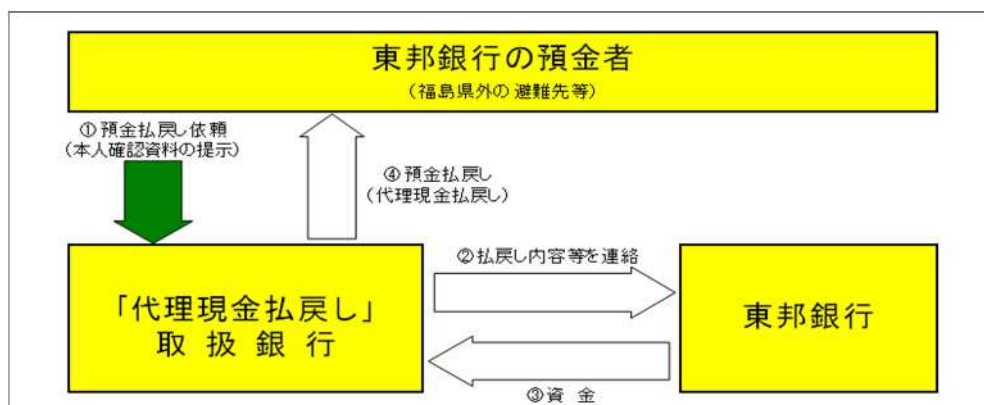 東邦銀行の預金者
(福島県外の避難先等)
①預金払戻し依頼
(本人確認資料の提示)
④預金払戻し
(代理現金払戻し)
②払戻し内容等を連絡
「代理現金払戻し」
取扱銀行
東邦銀行
③資金